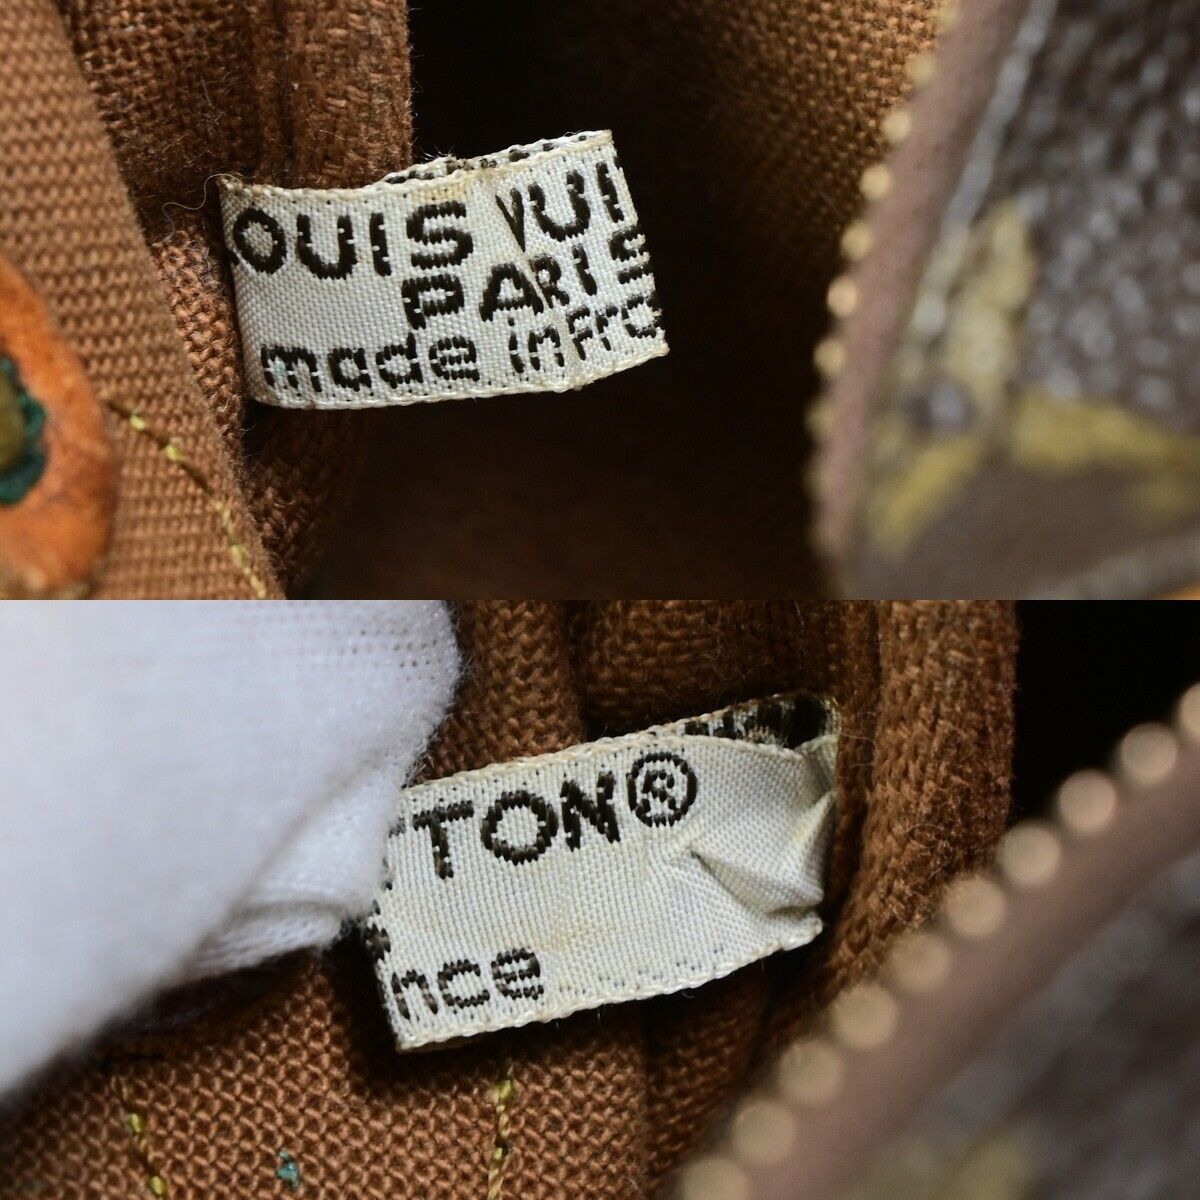 OUIS VUI
PARIS
made in Fra
TTON®
nce